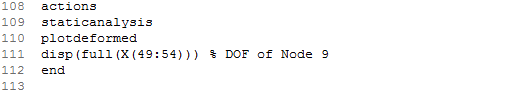 108 actions
109 staticanalysis
110 plotdeformed
111 disp(full(X(49:54))) % DOF of Node 9
112 end
113